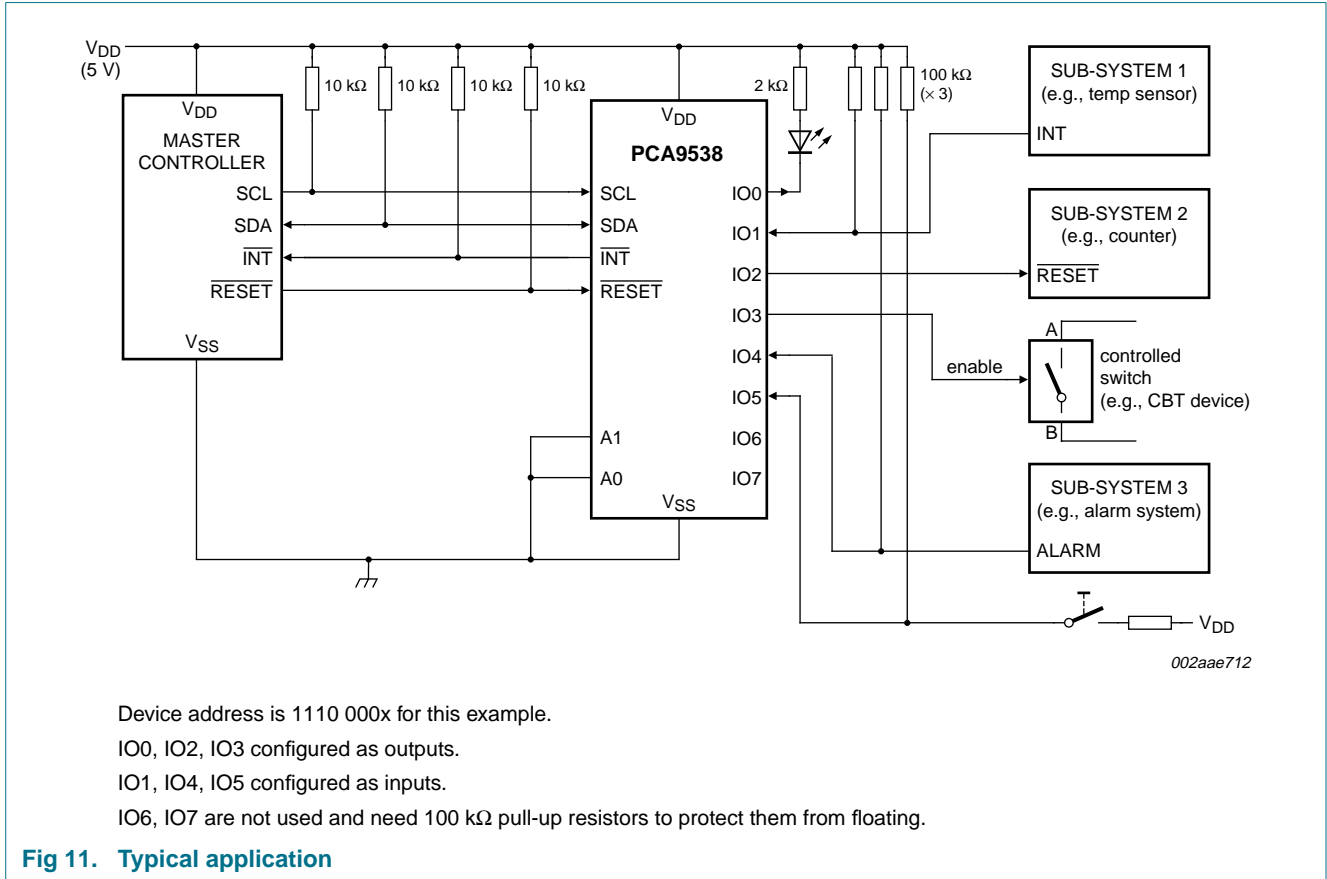 VDD
(5 V)
10 kΩ
10 kΩ
10 kΩ
10 kΩ
2 kΩ
100 kΩ
(× 3)
VDD
MASTER
CONTROLLER
SCL
SDA
INT
RESET
VSS
VDD
PCA9538
SCL
SDA
INT
RESET
A1
A0
VSS
IO0
IO1
IO2
IO3
IO4
IO5
IO6
IO7
SUB-SYSTEM 1
(e.g., temp sensor)
INT
SUB-SYSTEM 2
(e.g., counter)
RESET
enable
A
B
controlled
switch
(e.g., CBT device)
SUB-SYSTEM 3
(e.g., alarm system)
ALARM
VDD
002aae712
Device address is 1110 000x for this example.
IO0, IO2, IO3 configured as outputs.
IO1, IO4, IO5 configured as inputs.
IO6, IO7 are not used and need 100 kΩ pull-up resistors to protect them from floating.
Fig 11. Typical application